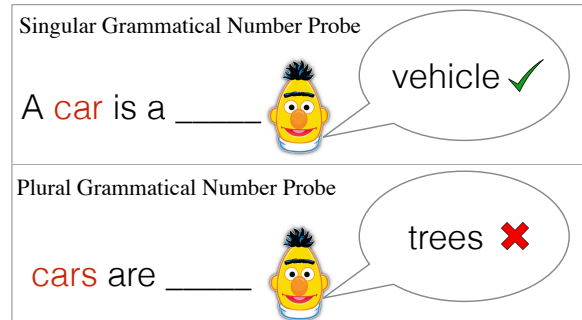 Singular Grammatical Number Probe
A car is a _____
vehicle
Plural Grammatical Number Probe
cars are _____
trees